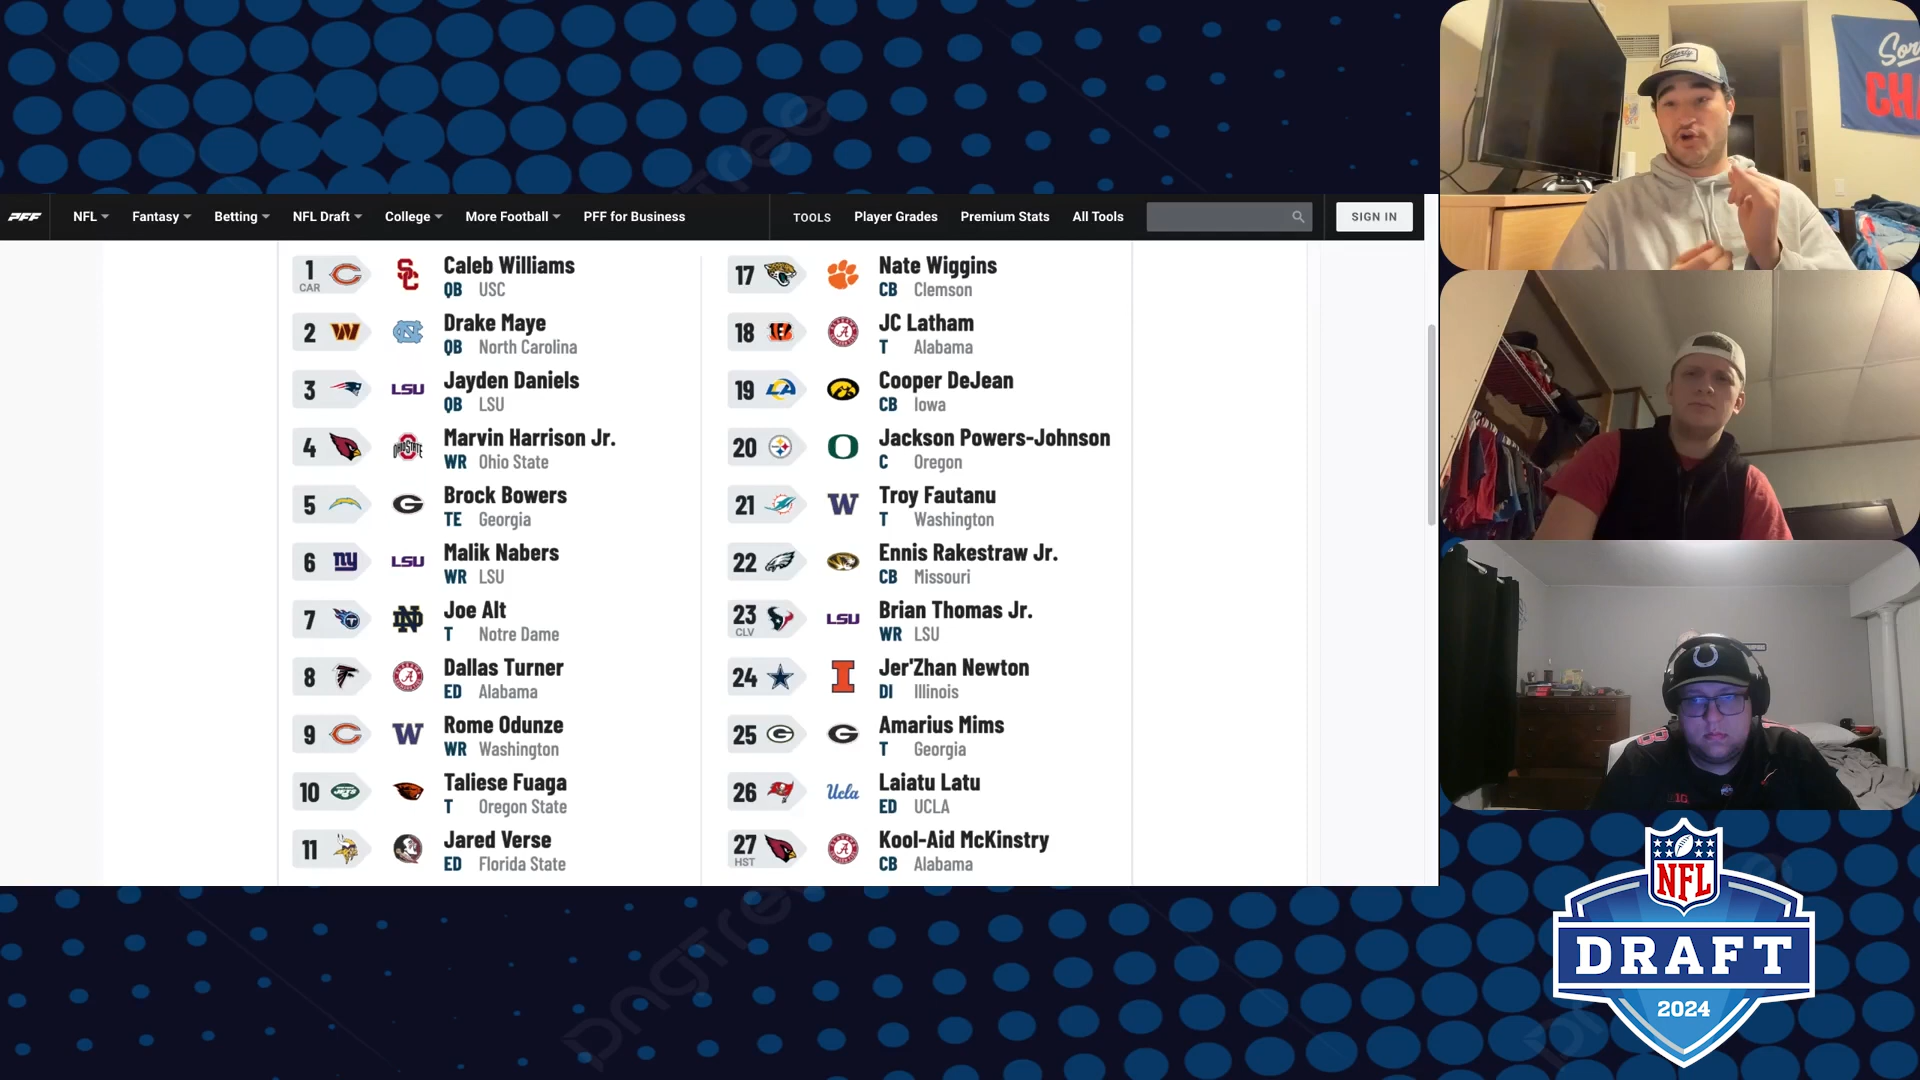 PFF
NFL
Fantasy
Betting
NFL Draft
College
More Football
PFF for Business
TOOLS
Player Grades
Premium Stats
All Tools
SIGN IN
1
CAR
Caleb Williams
QB USC
2
Drake Maye
QB North Carolina
3
LSU
Jayden Daniels
QB LSU
4
OHIO STATE
Marvin Harrison Jr.
WR Ohio State
5
G
Brock Bowers
TE Georgia
6
ny
LSU
Malik Nabers
WR LSU
7
ND
Joe Alt
T Notre Dame
8
Dallas Turner
ED Alabama
9
W
Rome Odunze
WR Washington
10
JETS
Taliese Fuaga
T Oregon State
11
Jared Verse
ED Florida State
17
Nate Wiggins
CB Clemson
18
JC Latham
T Alabama
19
Cooper DeJean
CB Iowa
20
Jackson Powers-Johnson
C Oregon
21
W
Troy Fautanu
T Washington
22
Ennis Rakestraw Jr.
CB Missouri
23
CLV
LSU
Brian Thomas Jr.
WR LSU
24
I
Jer'Zhan Newton
DI Illinois
25
G
G
Amarius Mims
T Georgia
26
Ucla
Laiatu Latu
ED UCLA
27
HST
Kool-Aid McKinstry
CB Alabama
NFL
DRAFT
2024
pngtree